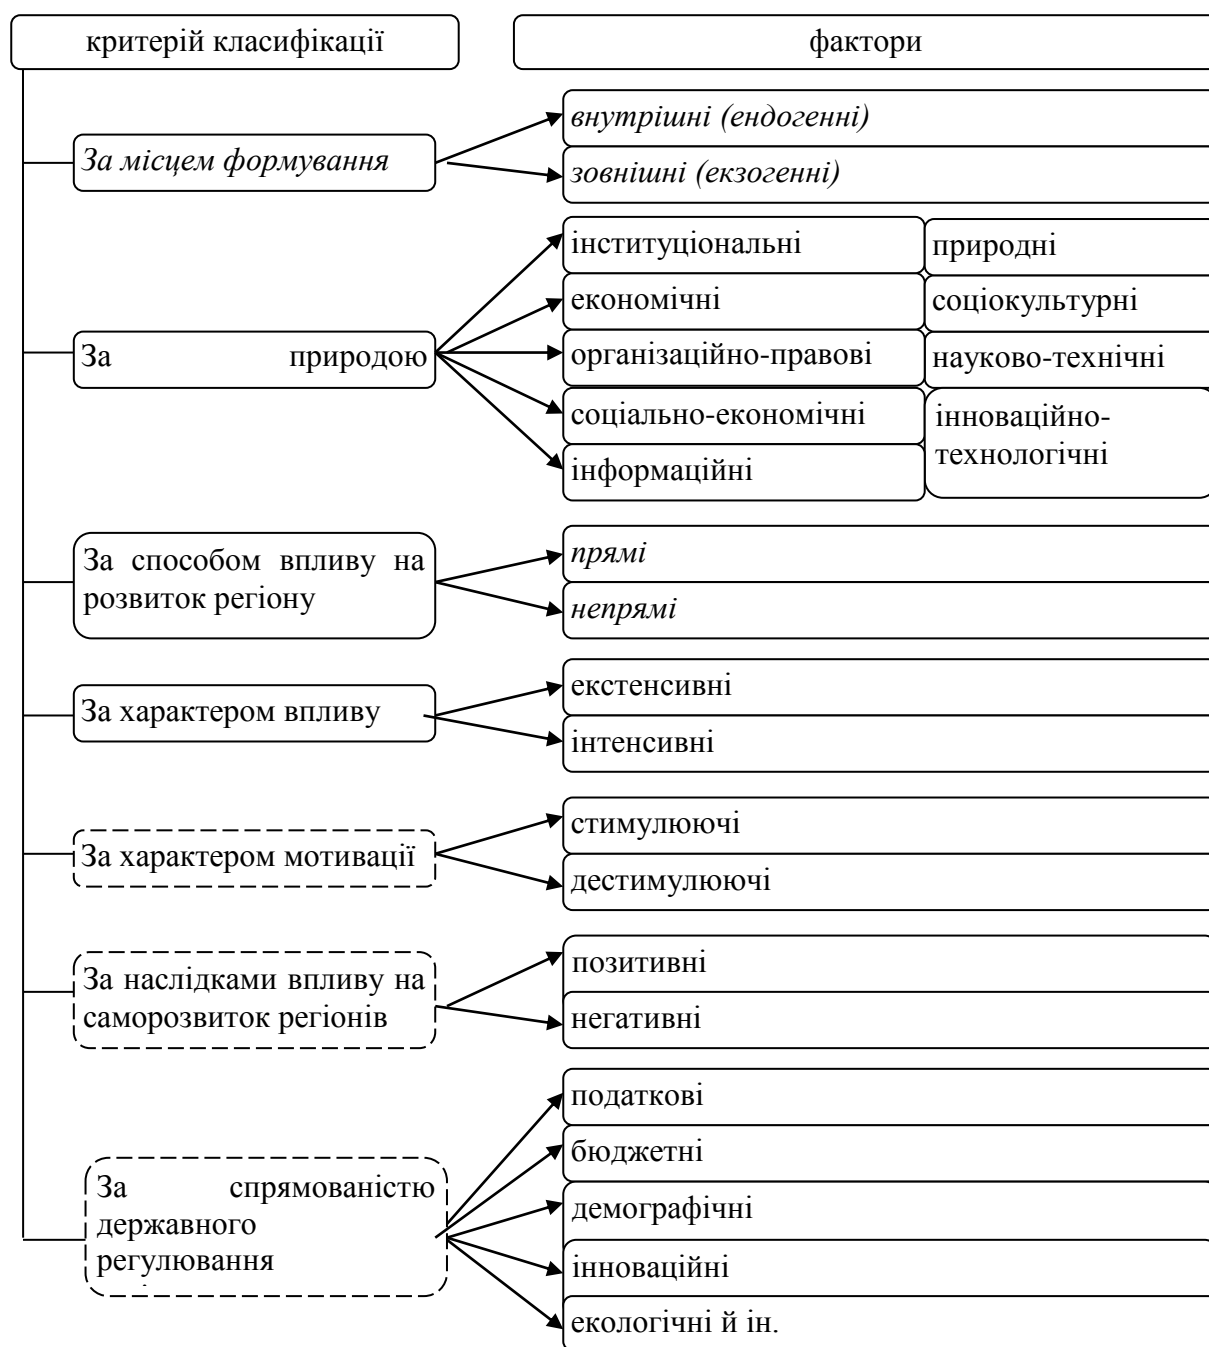 критерій класифікації
фактори
За місцем формування
внутрішні (ендогенні)
зовнішні (екзогенні)
За природою
інституціональні
природні
економічні
соціокультурні
організаційно-правові
науково-технічні
соціально-економічні
інноваційно-
технологічні
інформаційні
За способом впливу на
розвиток регіону
прямі
непрямі
За характером впливу
екстенсивні
інтенсивні
За характером мотивації
стимулюючі
дестимулюючі
За наслідками впливу на
саморозвиток регіонів
позитивні
негативні
За спрямованістю
державного
регулювання
податкові
бюджетні
демографічні
інноваційні
екологічні й ін.